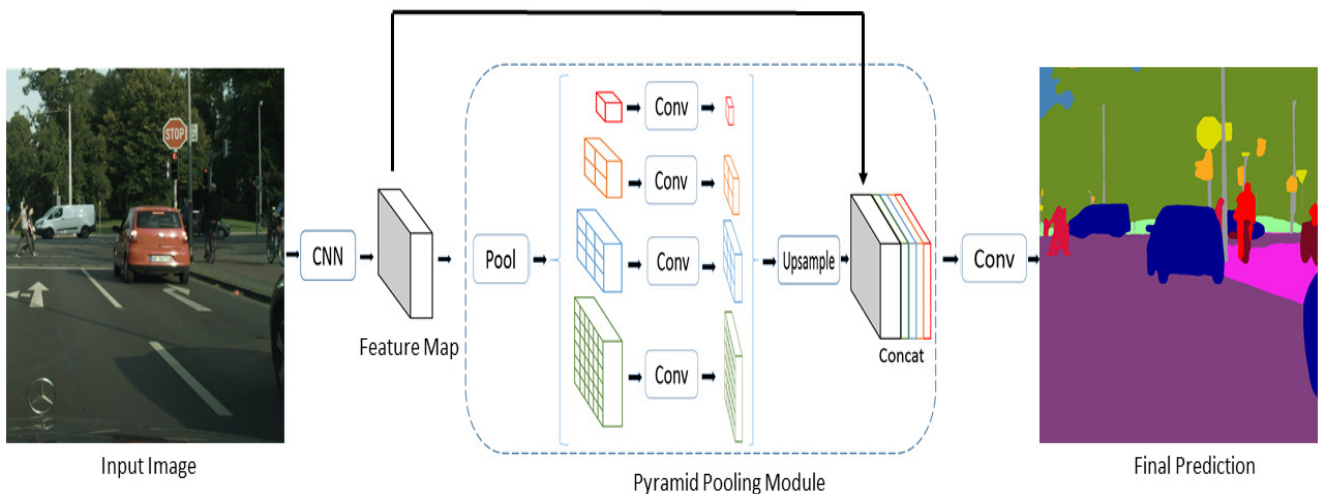 STOP
CNN
Feature Map
Pool
Conv
Conv
Conv
Conv
Upsample
Concat
Conv
Input Image
Pyramid Pooling Module
Final Prediction